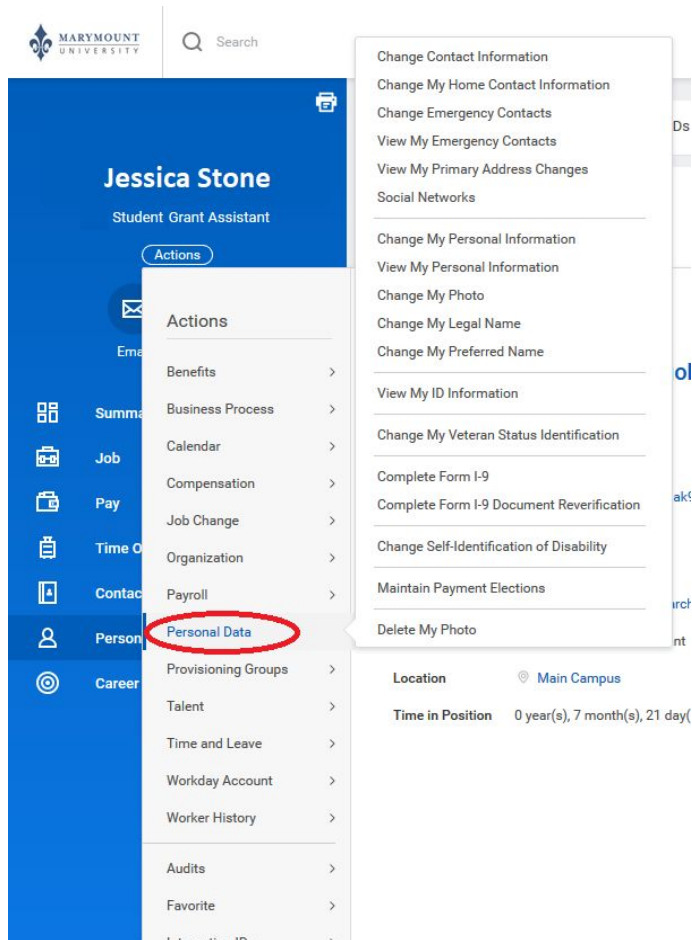 MARYMOUNT
UNIVERSITY
Search
Jessica Stone
Student Grant Assistant
Actions
Actions
Benefits
Business Process
Calendar
Compensation
Job Change
Organization
Payroll
Personal Data
Provisioning Groups
Talent
Time and Leave
Workday Account
Worker History
Audits
Favorite
Job
Pay
Time O
Contac
Person
Career
Change Contact Information
Change My Home Contact Information
Change Emergency Contacts
View My Emergency Contacts
View My Primary Address Changes
Social Networks
Change My Personal Information
View My Personal Information
Change My Photo
Change My Legal Name
Change My Preferred Name
View My ID Information
Change My Veteran Status Identification
Complete Form I-9
Complete Form I-9 Document Reverification
Change Self-Identification of Disability
Maintain Payment Elections
Delete My Photo
Location Main Campus
Time in Position 0 year(s), 7 month(s), 21 day(